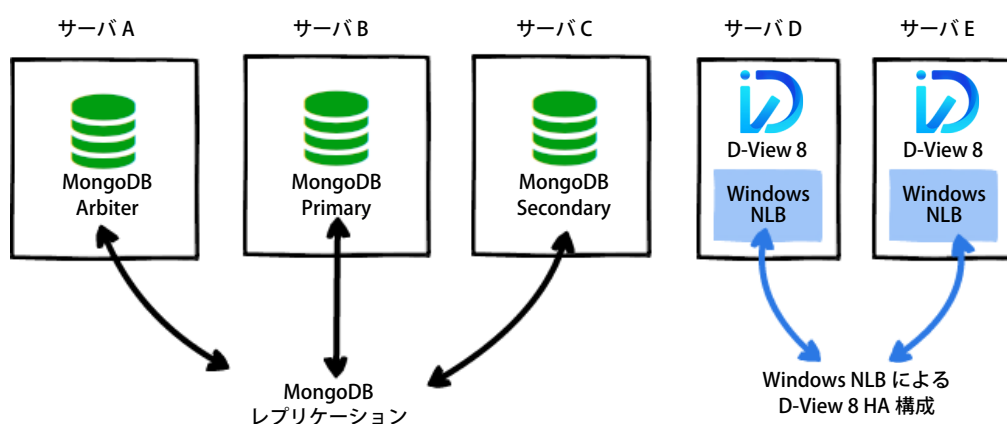 サーバ A
サーバ B
サーバ C
サーバ D
サーバ E
MongoDB
Arbiter
MongoDB
Primary
MongoDB
Secondary
D-View 8
Windows
NLB
D-View 8
Windows
NLB
MongoDB
レプリケーション
Windows NLB による
D-View 8 HA 構成